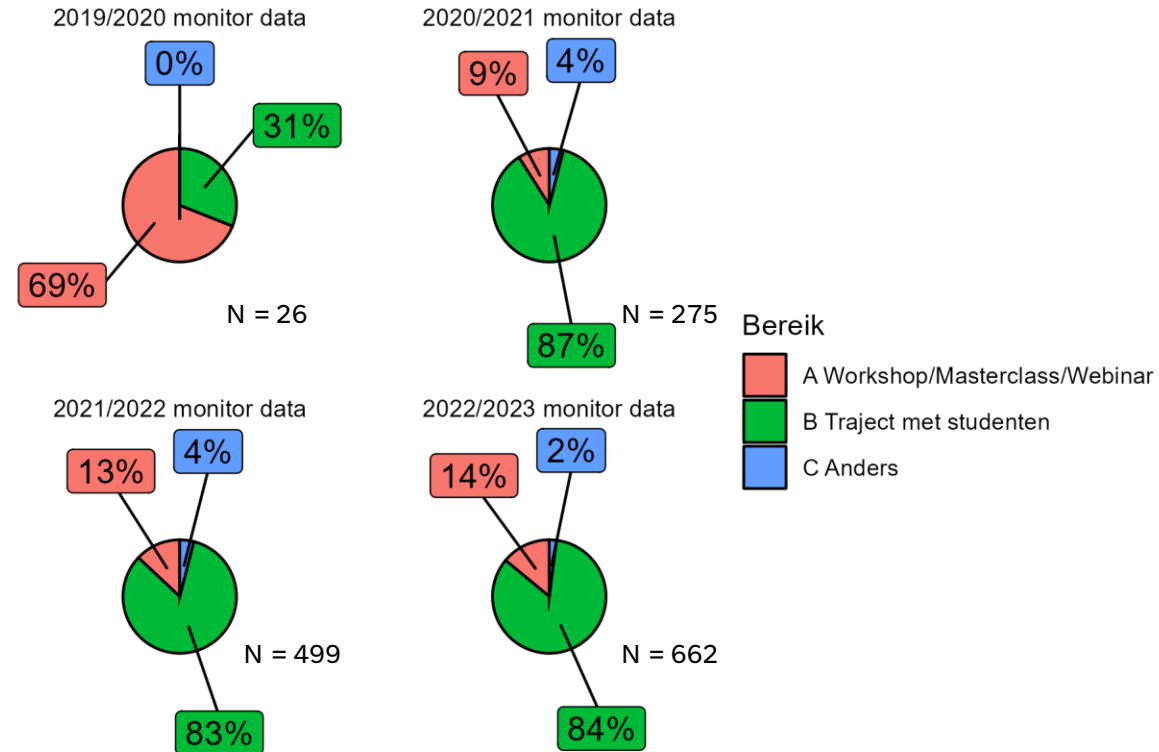 2019/2020 monitor data
0%
31%
69%
N = 26
2020/2021 monitor data
9%
4%
87%
N = 275
2021/2022 monitor data
13%
4%
83%
N = 499
2022/2023 monitor data
14%
2%
84%
N = 662
Bereik
A Workshop/Masterclass/Webinar
B Traject met studenten
C Anders